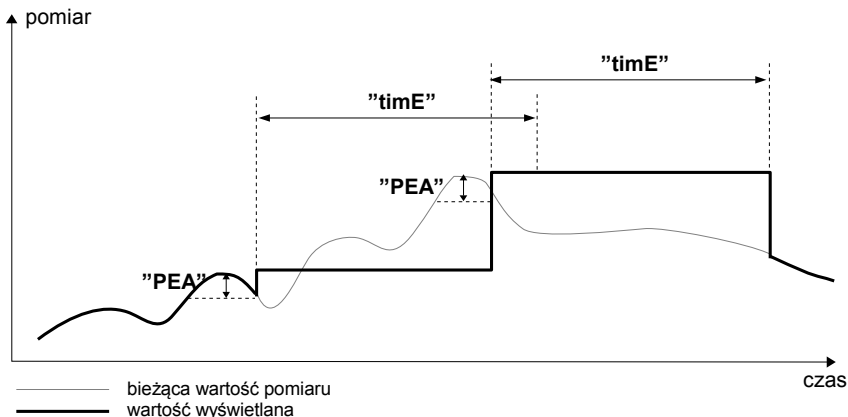 pomiar
”timE”
”timE”
”PEA”
”PEA”
czas
bieżąca wartość pomiaru
wartość wyświetlana